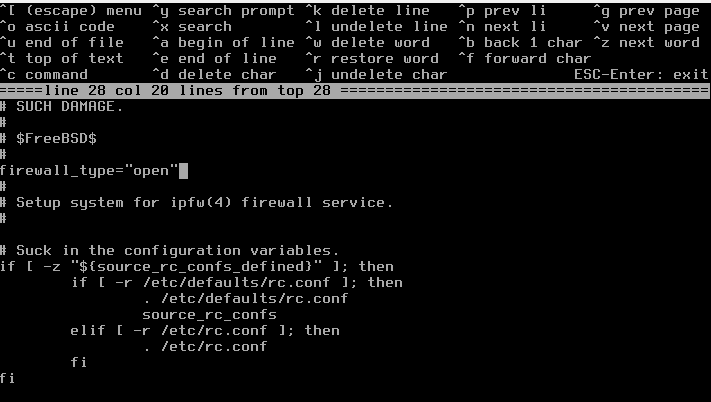 ^[ (escape) menu ^y search prompt ^k delete line ^p prev li ^g prev page
^o ascii code ^x search ^l undelete line ^n next li ^v next page
^u end of file ^a begin of line ^w delete word ^b back 1 char ^z next word
^t top of text ^e end of line ^r restore word ^f forward char
^c command ^d delete char ^j undelete char ESC-Enter: exit
=====line 28 col 20 lines from top 28 ==========================================
# SUCH DAMAGE.
#
# $FreeBSD$
#
firewall_type="open"
#
# Setup system for ipfw(4) firewall service.
#
# Suck in the configuration variables.
if [ -z "${source_rc_confs_defined}" ]; then
if [ -r /etc/defaults/rc.conf ]; then
. /etc/defaults/rc.conf
source_rc_confs
elif [ -r /etc/rc.conf ]; then
. /etc/rc.conf
fi
fi